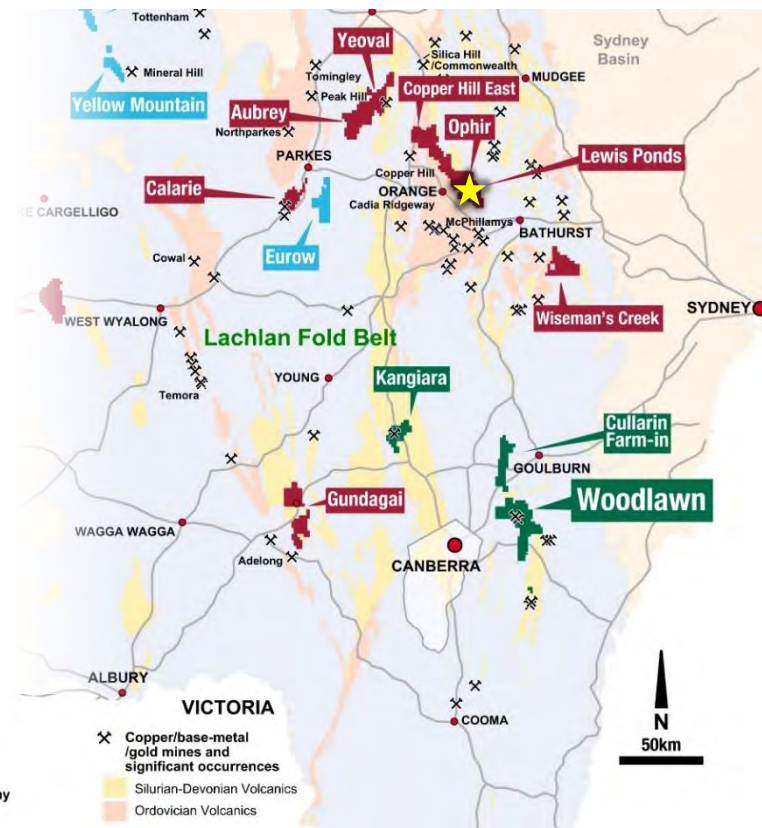 Tottenham
Yeoval
Silica Hill
/Commonwealth
Sydney
Basin
Mineral Hill
Tomingley
MUDGEE
Yellow Mountain
Peak Hill
Copper Hill East
Aubrey
Ophir
Northparkes
PARKES
Lewis Ponds
Copper Hill
Calarie
ORANGE
Cadia Ridgeway
KE CARGELLIGO
McPhillamys
BATHURST
Eurow
Cowal
SYDNEY
WEST WYALONG
Wiseman's Creek
Lachlan Fold Belt
YOUNG
Kangiara
Temora
Cullarin
Farm-in
GOULBURN
Gundagai
Woodlawn
WAGGA WAGGA
Adelong
CANBERRA
ALBURY
VICTORIA
COOMA
N
50km
Copper/base-metal
/gold mines and
significant occurrences
Silurian-Devonian Volcanics
Ordovician Volcanics